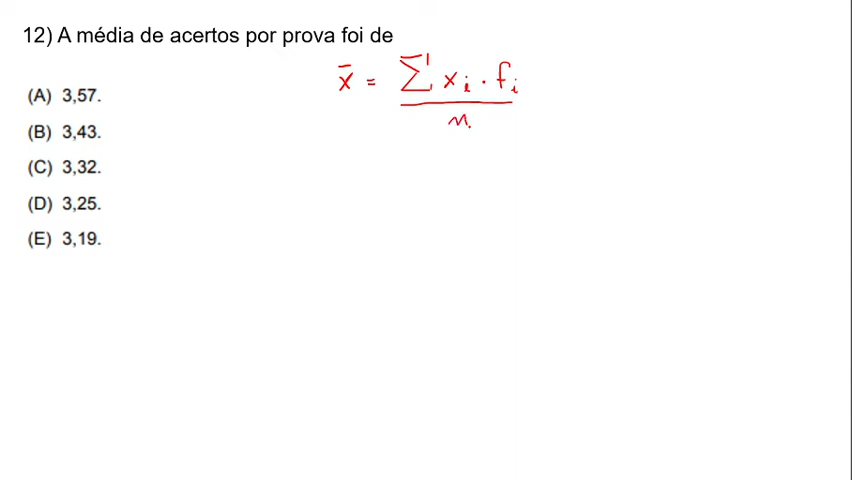 12) A média de acertos por prova foi de
x̄ = Σ xi · fi
n
(A) 3,57.
(B) 3,43.
(C) 3,32.
(D) 3,25.
(E) 3,19.